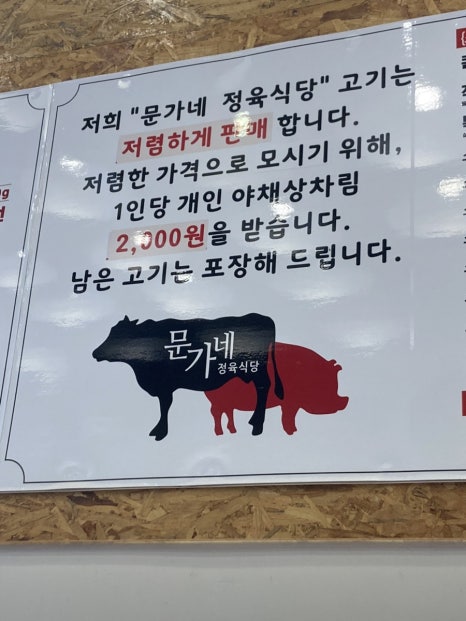 저희 "문가네 정육식당" 고기는
저렴하게 판매 합니다.
저렴한 가격으로 모시기 위해,
1인당 개인 야채상차림
2,000원을 받습니다.
남은 고기는 포장해 드립니다.
문가네
정육식당